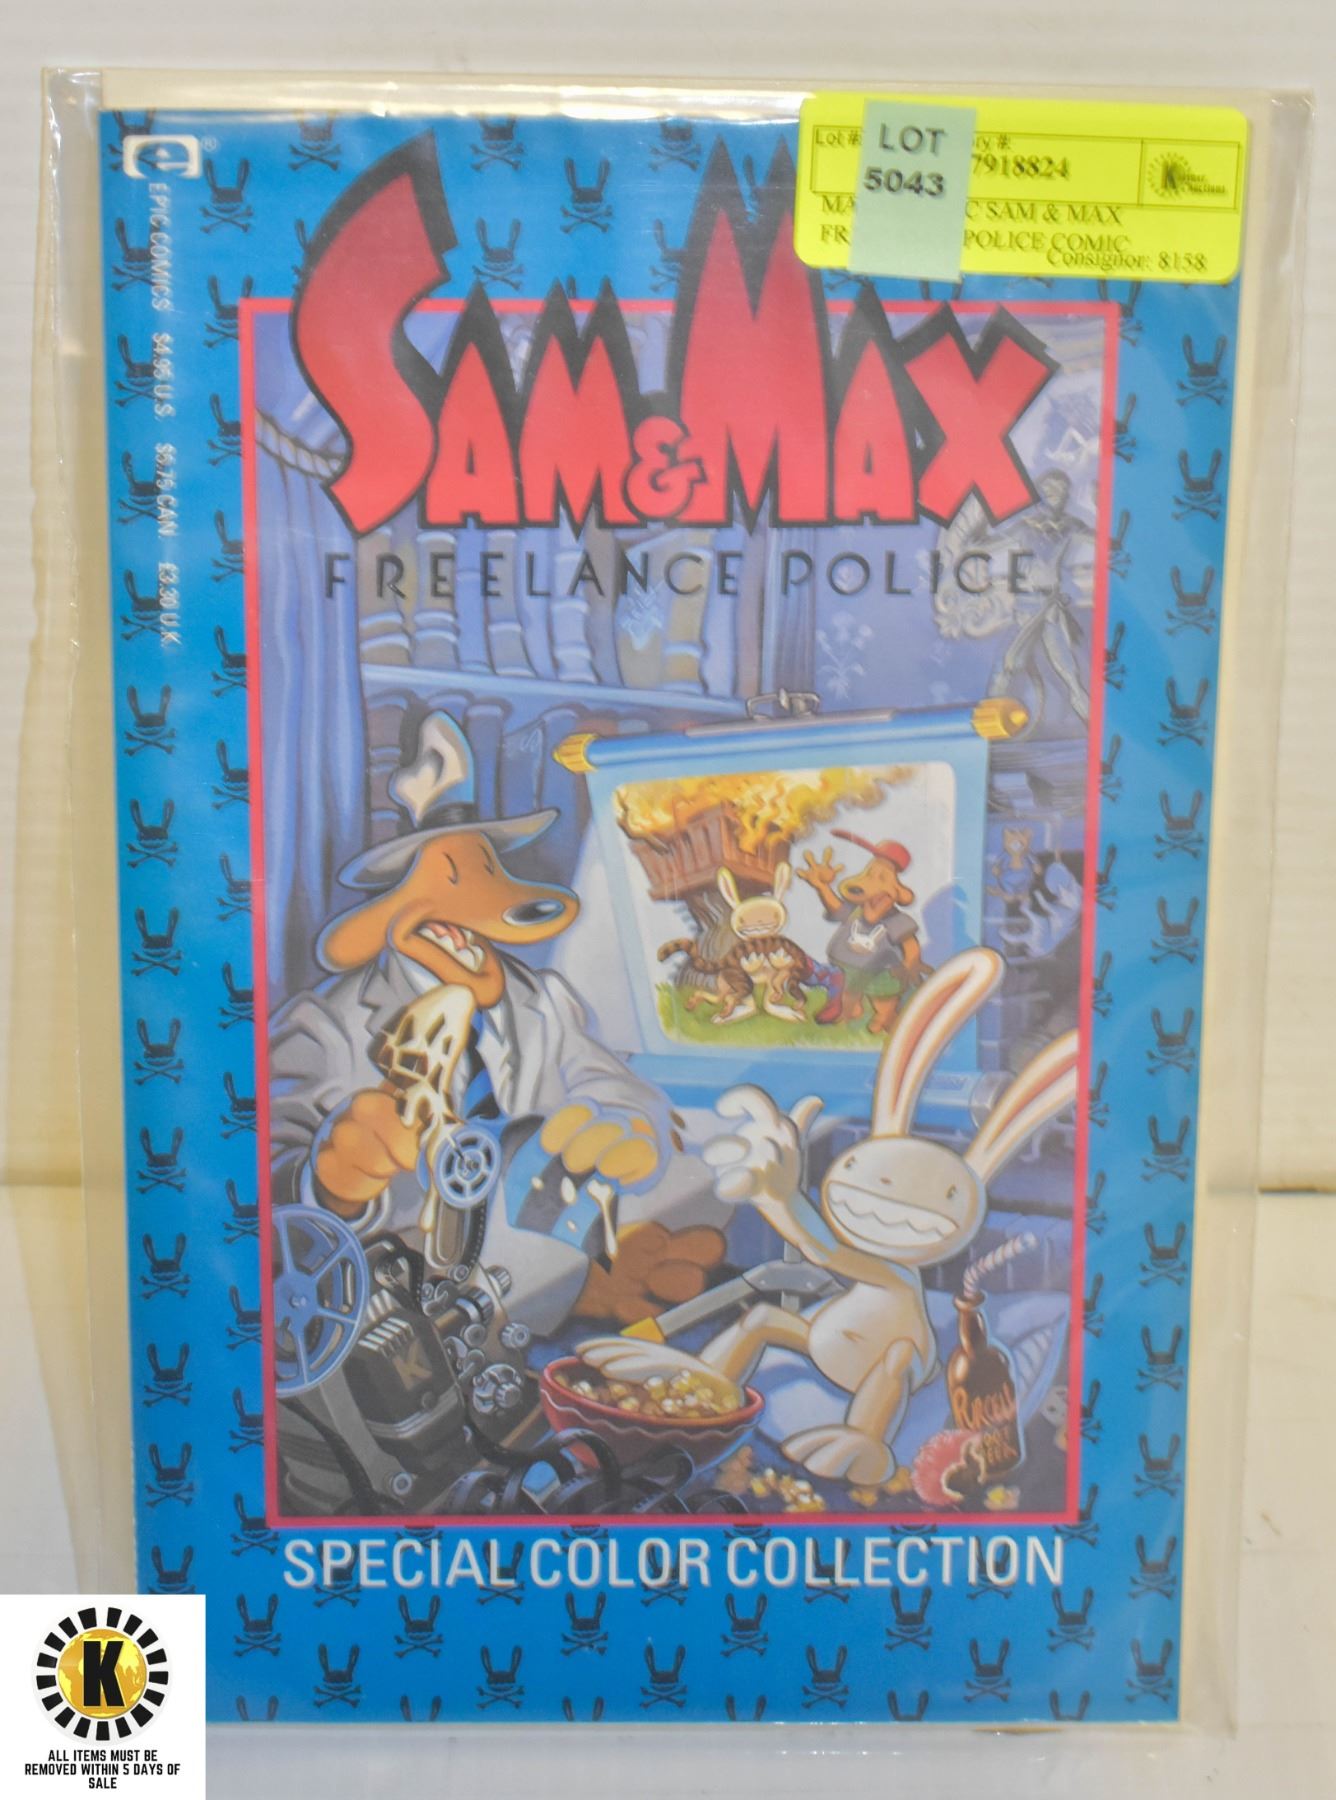 Lot #
LOT
5043
7918824
SAM & MAX
POLICE COMIC
Consignor: 8158
EPIC COMICS $4.95 U.S. $5.75 CAN. £3.30 U.K.
SAM & MAX
FREELANCE POLICE
K
SPECIAL COLOR COLLECTION
K
ALL ITEMS MUST BE
REMOVED WITHIN 5 DAYS OF
SALE